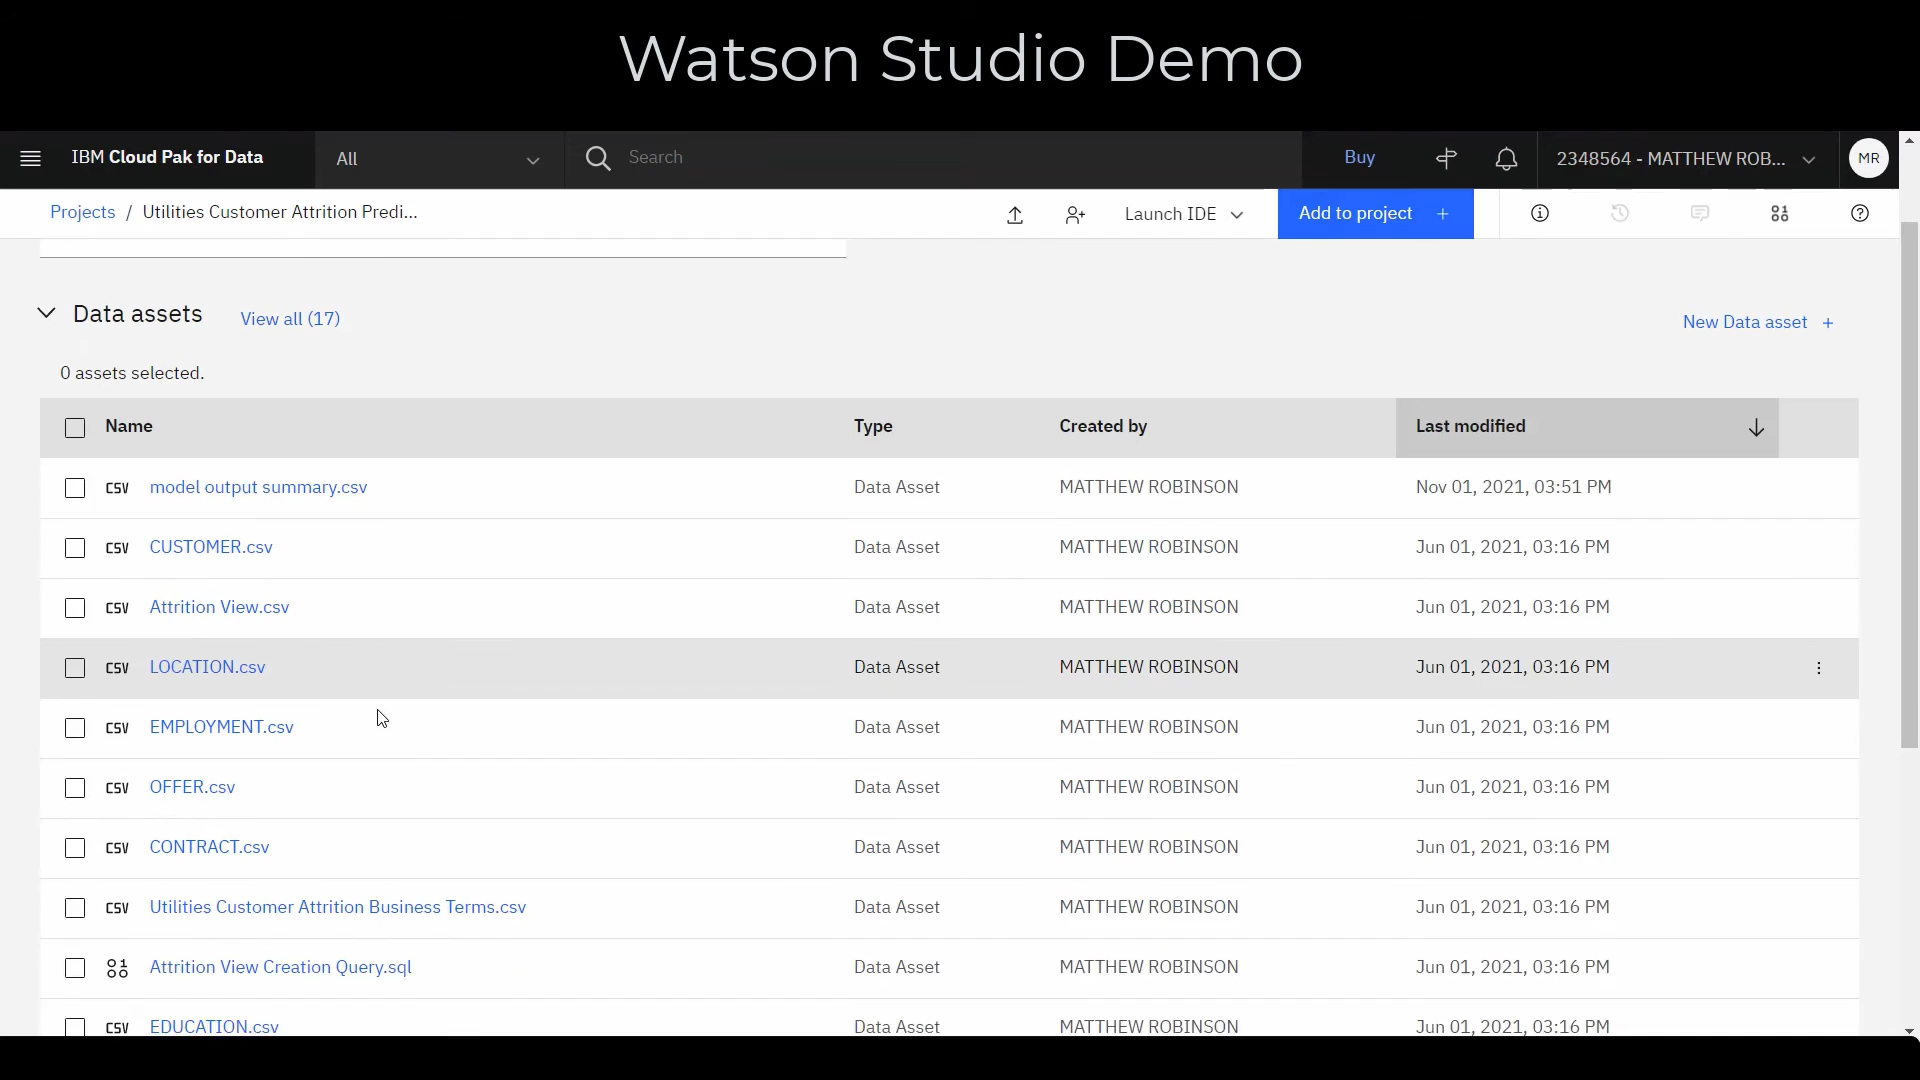 Watson Studio Demo
IBM Cloud Pak for Data All Search Buy 2348564 - MATTHEW ROB... MR
Projects / Utilities Customer Attrition Predi... Launch IDE Add to project +
Data assets View all (17) New Data asset +
0 assets selected.
Name Type Created by Last modified
CSV model output summary.csv Data Asset MATTHEW ROBINSON Nov 01, 2021, 03:51 PM
CSV CUSTOMER.csv Data Asset MATTHEW ROBINSON Jun 01, 2021, 03:16 PM
CSV Attrition View.csv Data Asset MATTHEW ROBINSON Jun 01, 2021, 03:16 PM
CSV LOCATION.csv Data Asset MATTHEW ROBINSON Jun 01, 2021, 03:16 PM
CSV EMPLOYMENT.csv Data Asset MATTHEW ROBINSON Jun 01, 2021, 03:16 PM
CSV OFFER.csv Data Asset MATTHEW ROBINSON Jun 01, 2021, 03:16 PM
CSV CONTRACT.csv Data Asset MATTHEW ROBINSON Jun 01, 2021, 03:16 PM
CSV Utilities Customer Attrition Business Terms.csv Data Asset MATTHEW ROBINSON Jun 01, 2021, 03:16 PM
Attrition View Creation Query.sql Data Asset MATTHEW ROBINSON Jun 01, 2021, 03:16 PM
CSV EDUCATION.csv Data Asset MATTHEW ROBINSON Jun 01, 2021, 03:16 PM